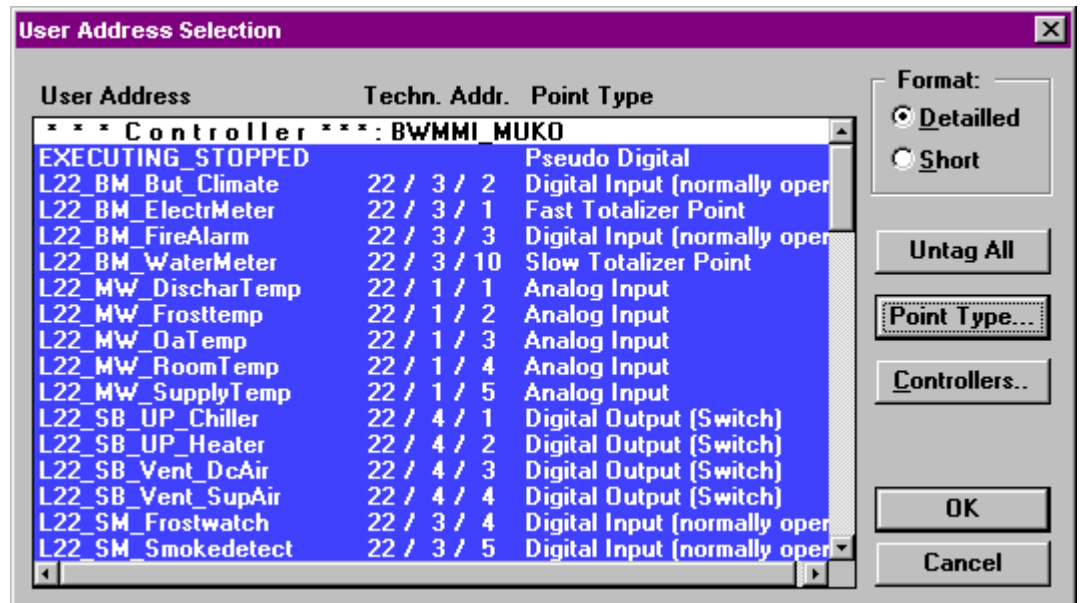 User Address Selection
User Address Techn. Addr. Point Type
* * * C o n t r o l l e r * * * : BWMMI_MUKO
EXECUTING_STOPPED Pseudo Digital
L22_BM_But_Climate 22 / 3 / 2 Digital Input (normally oper
L22_BM_ElectrMeter 22 / 3 / 1 Fast Totalizer Point
L22_BM_FireAlarm 22 / 3 / 3 Digital Input (normally oper
L22_BM_WaterMeter 22 / 3 / 10 Slow Totalizer Point
L22_MW_DischarTemp 22 / 1 / 1 Analog Input
L22_MW_Frosttemp 22 / 1 / 2 Analog Input
L22_MW_OaTemp 22 / 1 / 3 Analog Input
L22_MW_RoomTemp 22 / 1 / 4 Analog Input
L22_MW_SupplyTemp 22 / 1 / 5 Analog Input
L22_SB_UP_Chiller 22 / 4 / 1 Digital Output (Switch)
L22_SB_UP_Heater 22 / 4 / 2 Digital Output (Switch)
L22_SB_Vent_DcAir 22 / 4 / 3 Digital Output (Switch)
L22_SB_Vent_SupAir 22 / 4 / 4 Digital Output (Switch)
L22_SM_Frostwatch 22 / 3 / 4 Digital Input (normally oper
L22_SM_Smokedetect 22 / 3 / 5 Digital Input (normally oper
Format:
Detailled
Short
Untag All
Point Type...
Controllers..
OK
Cancel